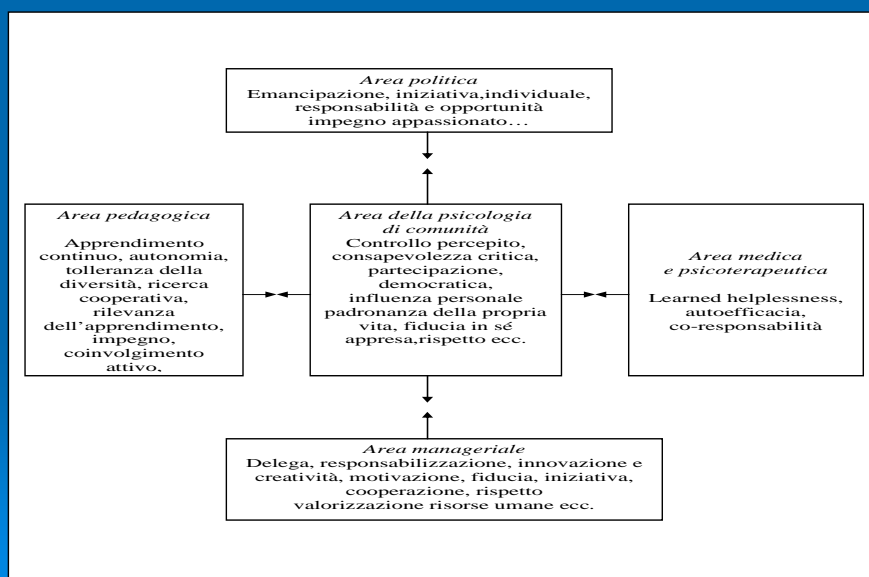 Area politica
Emancipazione, iniziativa,individuale,
responsabilità e opportunità
impegno appassionato…
Area pedagogica
Apprendimento
continuo, autonomia,
tolleranza della
diversità, ricerca
cooperativa,
rilevanza
dell'apprendimento,
impegno,
coinvolgimento
attivo,
Area della psicologia
di comunità
Controllo percepito,
consapevolezza critica,
partecipazione,
democratica,
influenza personale
padronanza della propria
vita, fiducia in sé
appresa,rispetto ecc.
Area medica
e psicoterapeutica
Learned helplessness,
autoefficacia,
co-responsabilità
Area manageriale
Delega, responsabilizzazione, innovazione e
creatività, motivazione, fiducia, iniziativa,
cooperazione, rispetto
valorizzazione risorse umane ecc.